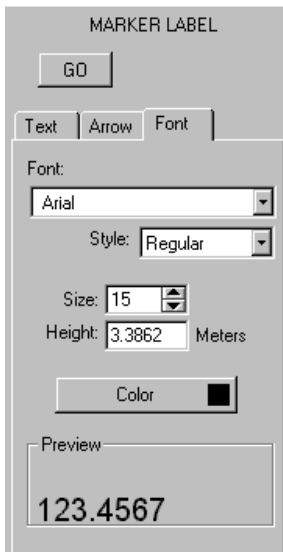 MARKER LABEL
GO
Text Arrow Font
Font:
Arial
Style: Regular
Size: 15
Height: 3.3862 Meters
Color
Preview
123.4567